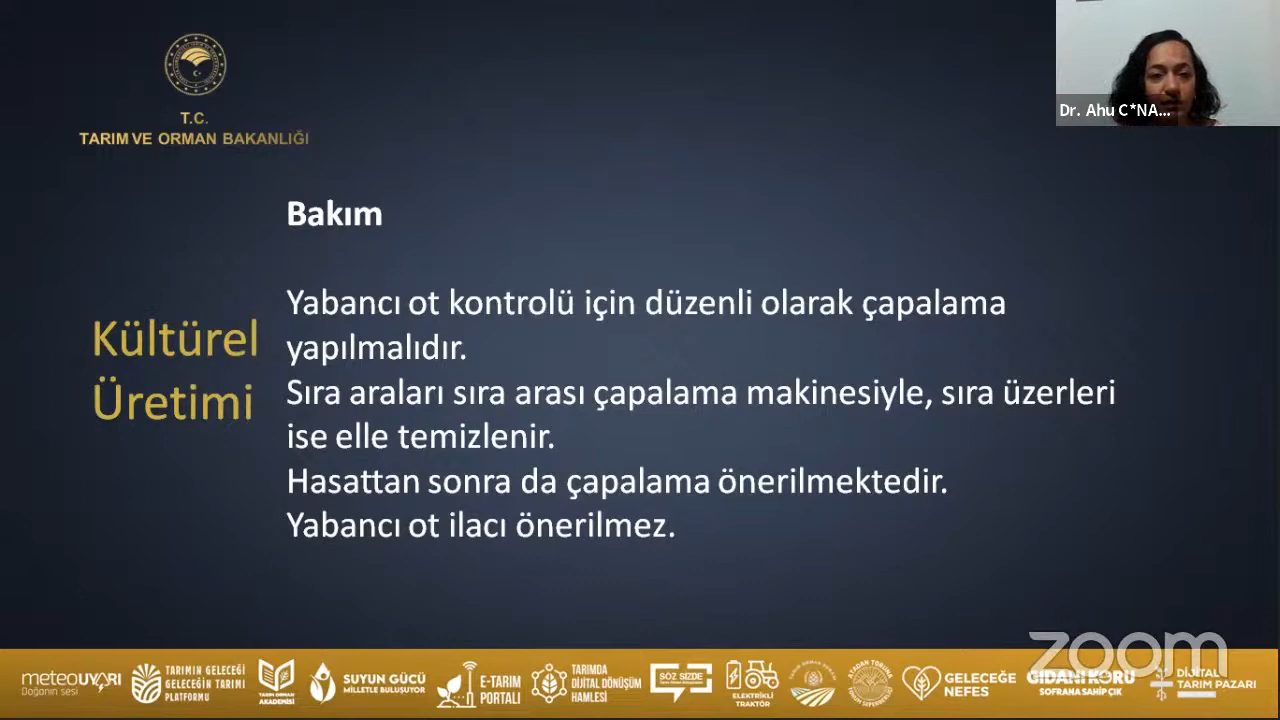 T.C.
TARIM VE ORMAN BAKANLIĞI
Dr. Ahu C*NA...
Bakım
Kültürel
Üretimi
Yabancı ot kontrolü için düzenli olarak çapalama
yapılmalıdır.
Sıra araları sıra arası çapalama makinesiyle, sıra üzerleri
ise elle temizlenir.
Hasattan sonra da çapalama önerilmektedir.
Yabancı ot ilacı önerilmez.
zoom
meteoUYARI
Doğanın sesi
TARIMIN GELECEĞİ
GELECEĞİN TARIMI
PLATFORMU
TARIM ORMAN
AKADEMİSİ
SUYUN GÜCÜ
MİLLETLE BULUŞUYOR
E-TARIM
PORTALI
TARIMDA
DİJİTAL DÖNÜŞÜM
HAMLESİ
SÖZ SİZDE
ELEKTRİKLİ
TRAKTÖR
GELECEĞE
NEFES
GIDANI KORU
SOFRANA SAHİP ÇIK
DİJİTAL
TARIM PAZARI